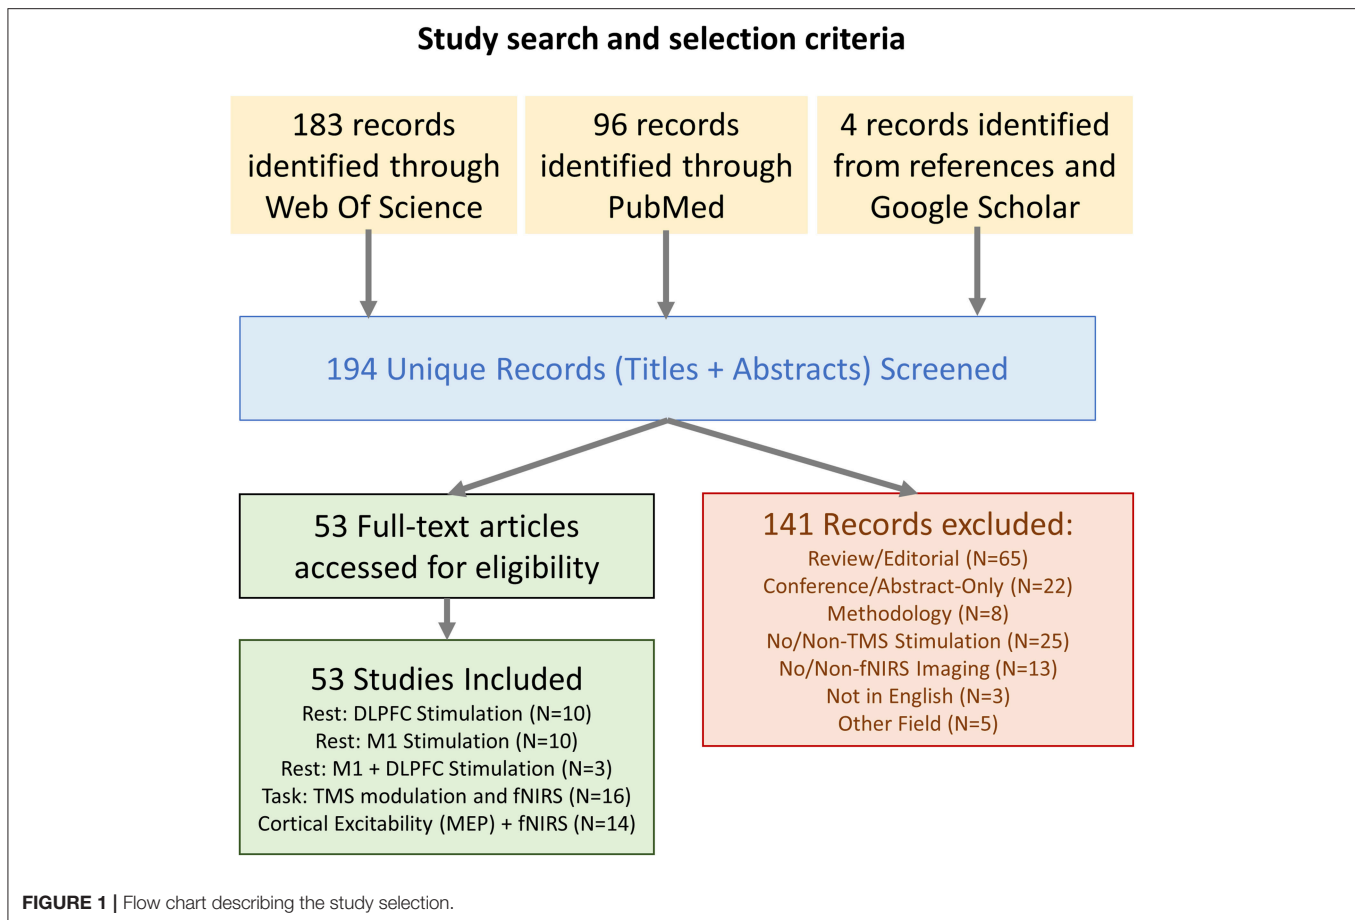 Study search and selection criteria
183 records
identified through
Web Of Science
96 records
identified through
PubMed
4 records identified
from references and
Google Scholar
194 Unique Records (Titles + Abstracts) Screened
53 Full-text articles
accessed for eligibility
141 Records excluded:
Review/Editorial (N=65)
Conference/Abstract-Only (N=22)
Methodology (N=8)
No/Non-TMS Stimulation (N=25)
No/Non-fNIRS Imaging (N=13)
Not in English (N=3)
Other Field (N=5)
53 Studies Included
Rest: DLPFC Stimulation (N=10)
Rest: M1 Stimulation (N=10)
Rest: M1 + DLPFC Stimulation (N=3)
Task: TMS modulation and fNIRS (N=16)
Cortical Excitability (MEP) + fNIRS (N=14)
FIGURE 1 | Flow chart describing the study selection.